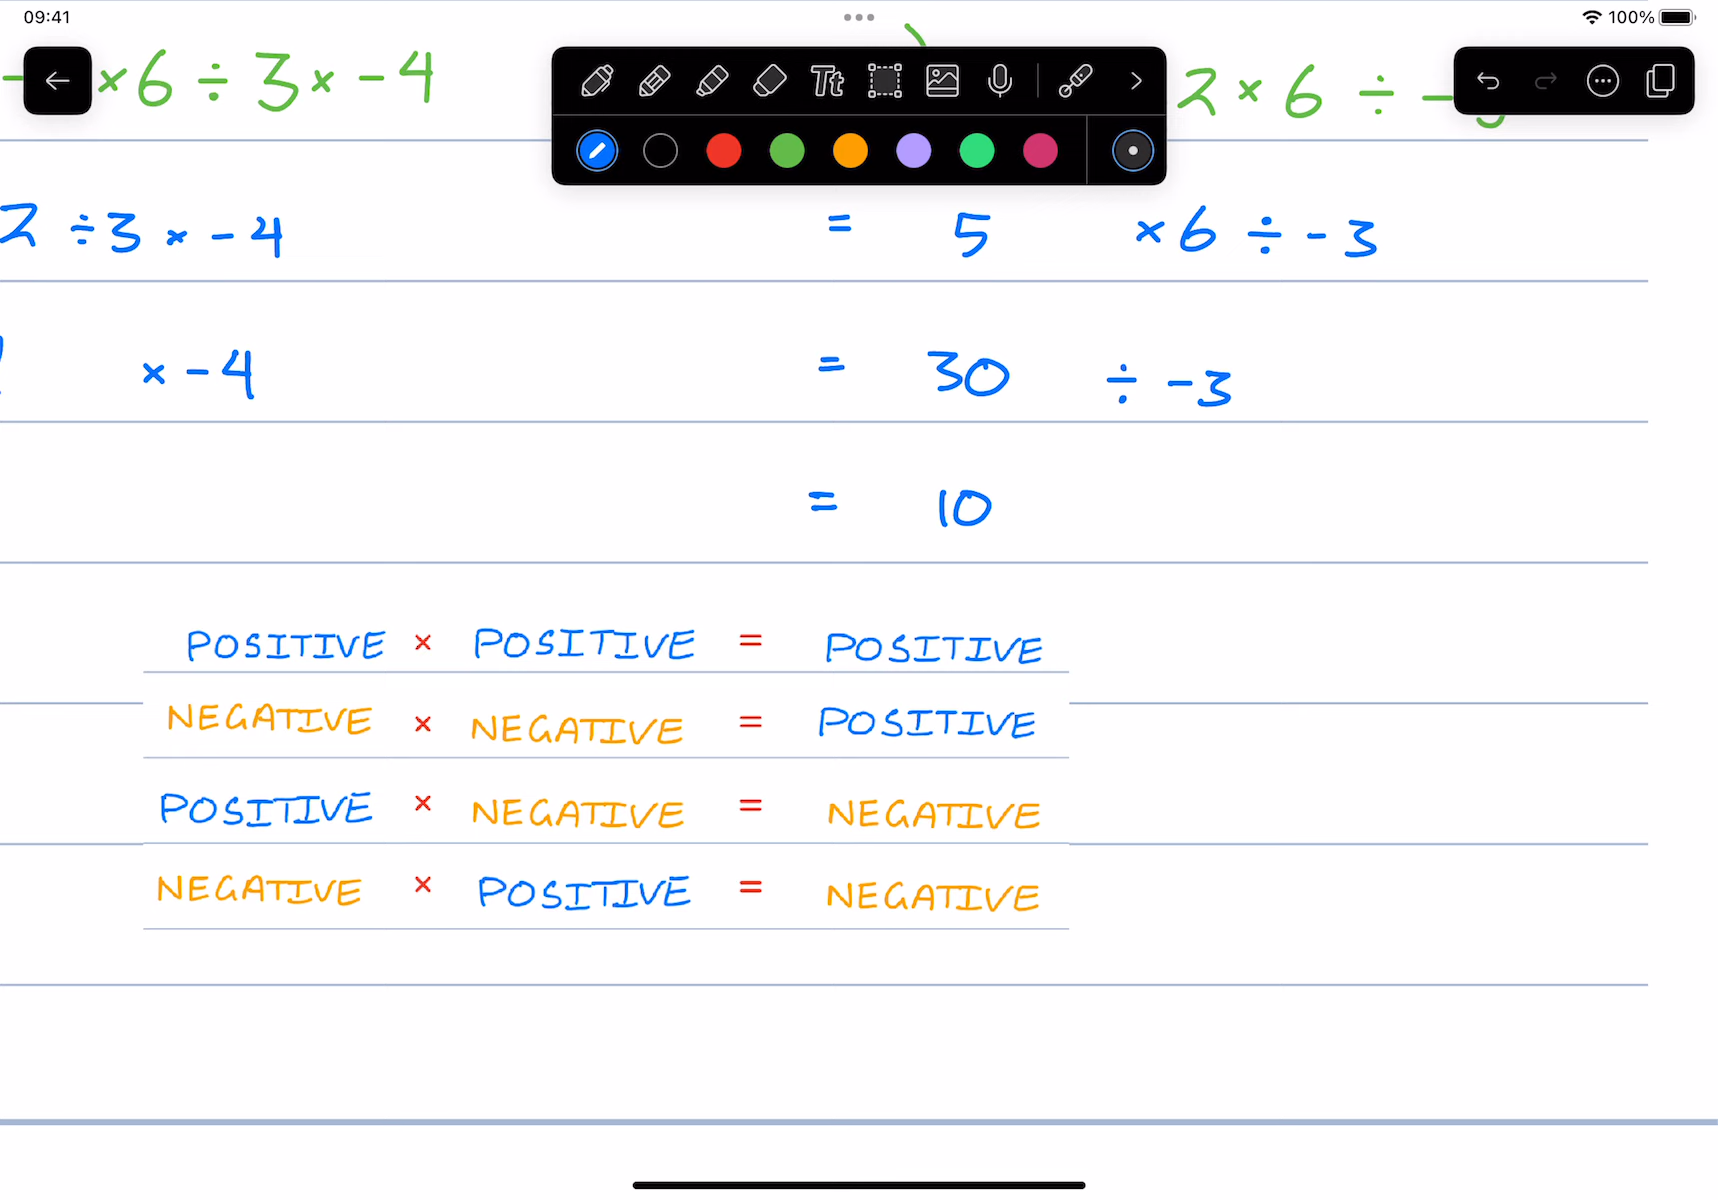 09:41 100%
× 6 ÷ 3 × - 4
2 × 6 ÷ -
2 ÷ 3 × - 4
= 5 × 6 ÷ - 3
× - 4
= 30 ÷ - 3
= 10
POSITIVE × POSITIVE = POSITIVE
NEGATIVE × NEGATIVE = POSITIVE
POSITIVE × NEGATIVE = NEGATIVE
NEGATIVE × POSITIVE = NEGATIVE
Tt